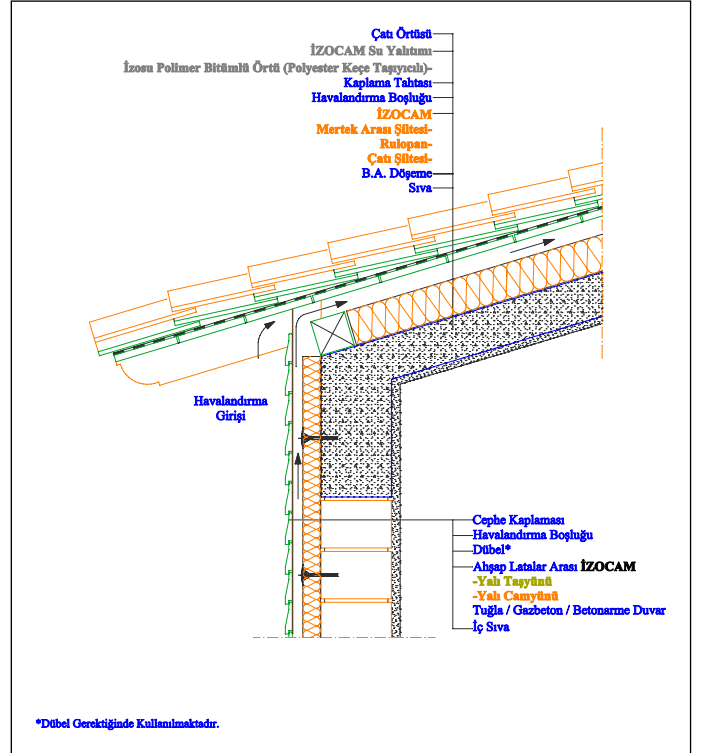 Çatı Örtüsü
İZOCAM Su Yalıtımı
İzosu Polimer Bitümlü Örtü (Polyester Keçe Taşıyıcılı)-
Kaplama Tahtası
Havalandırma Boşluğu
İZOCAM
Mertek Arası Şiltesi-
Rulopan-
Çatı Şiltesi-
B.A. Döşeme
Sıva
Havalandırma
Girişi
Cephe Kaplaması
Havalandırma Boşluğu
Dübel*
Ahşap Latalar Arası İZOCAM
-Yalı Taşyünü
-Yalı Camyünü
Tuğla / Gazbeton / Betonarme Duvar
İç Sıva
*Dübel Gerektiğinde Kullanılmaktadır.